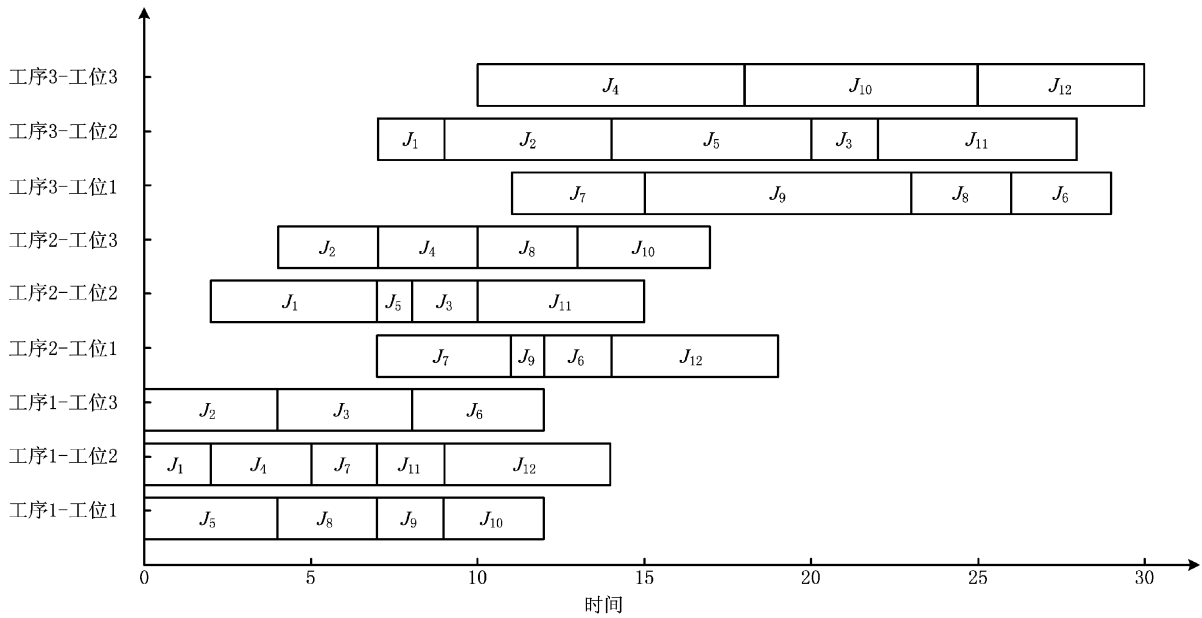 工序3-工位3 J4 J10 J12
工序3-工位2 J1 J2 J5 J3 J11
工序3-工位1 J7 J9 J8 J6
工序2-工位3 J2 J4 J8 J10
工序2-工位2 J1 J5 J3 J11
工序2-工位1 J7 J9 J6 J12
工序1-工位3 J2 J3 J6
工序1-工位2 J1 J4 J7 J11 J12
工序1-工位1 J5 J8 J9 J10
0 5 10 15 20 25 30
时间